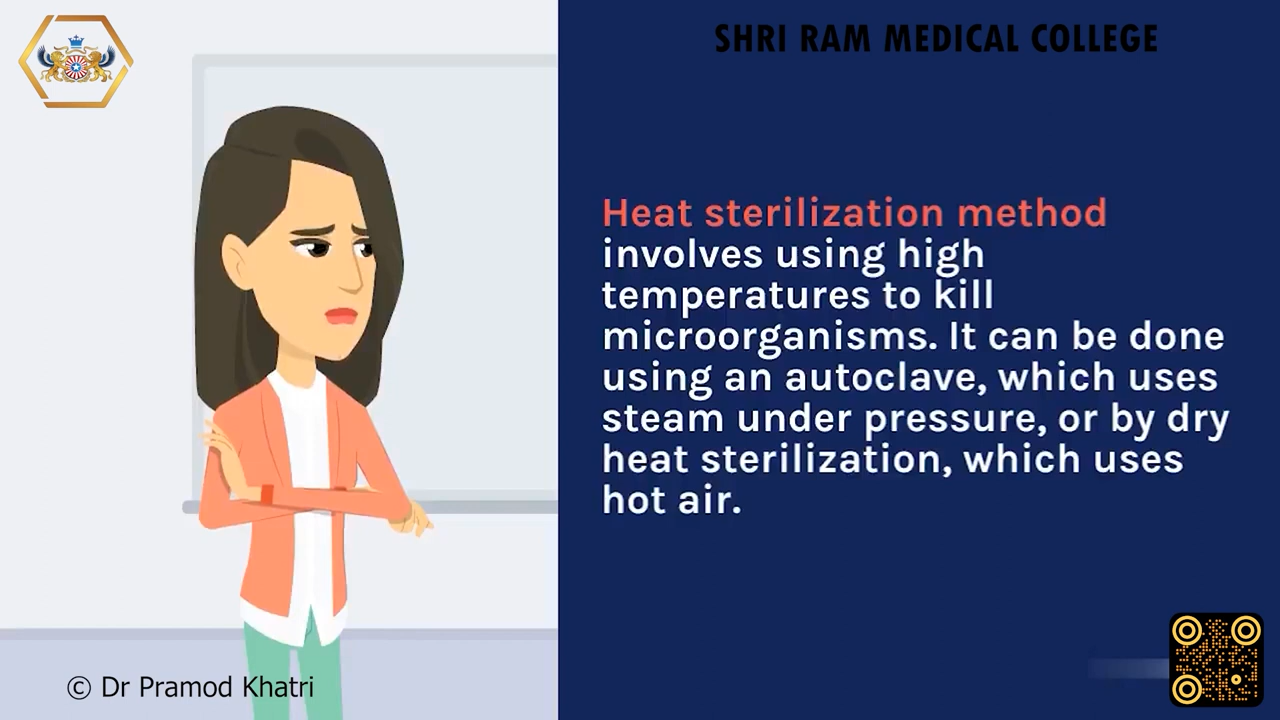 SHRI RAM MEDICAL COLLEGE
Heat sterilization method
involves using high
temperatures to kill
microorganisms. It can be done
using an autoclave, which uses
steam under pressure, or by dry
heat sterilization, which uses
hot air.
© Dr Pramod Khatri